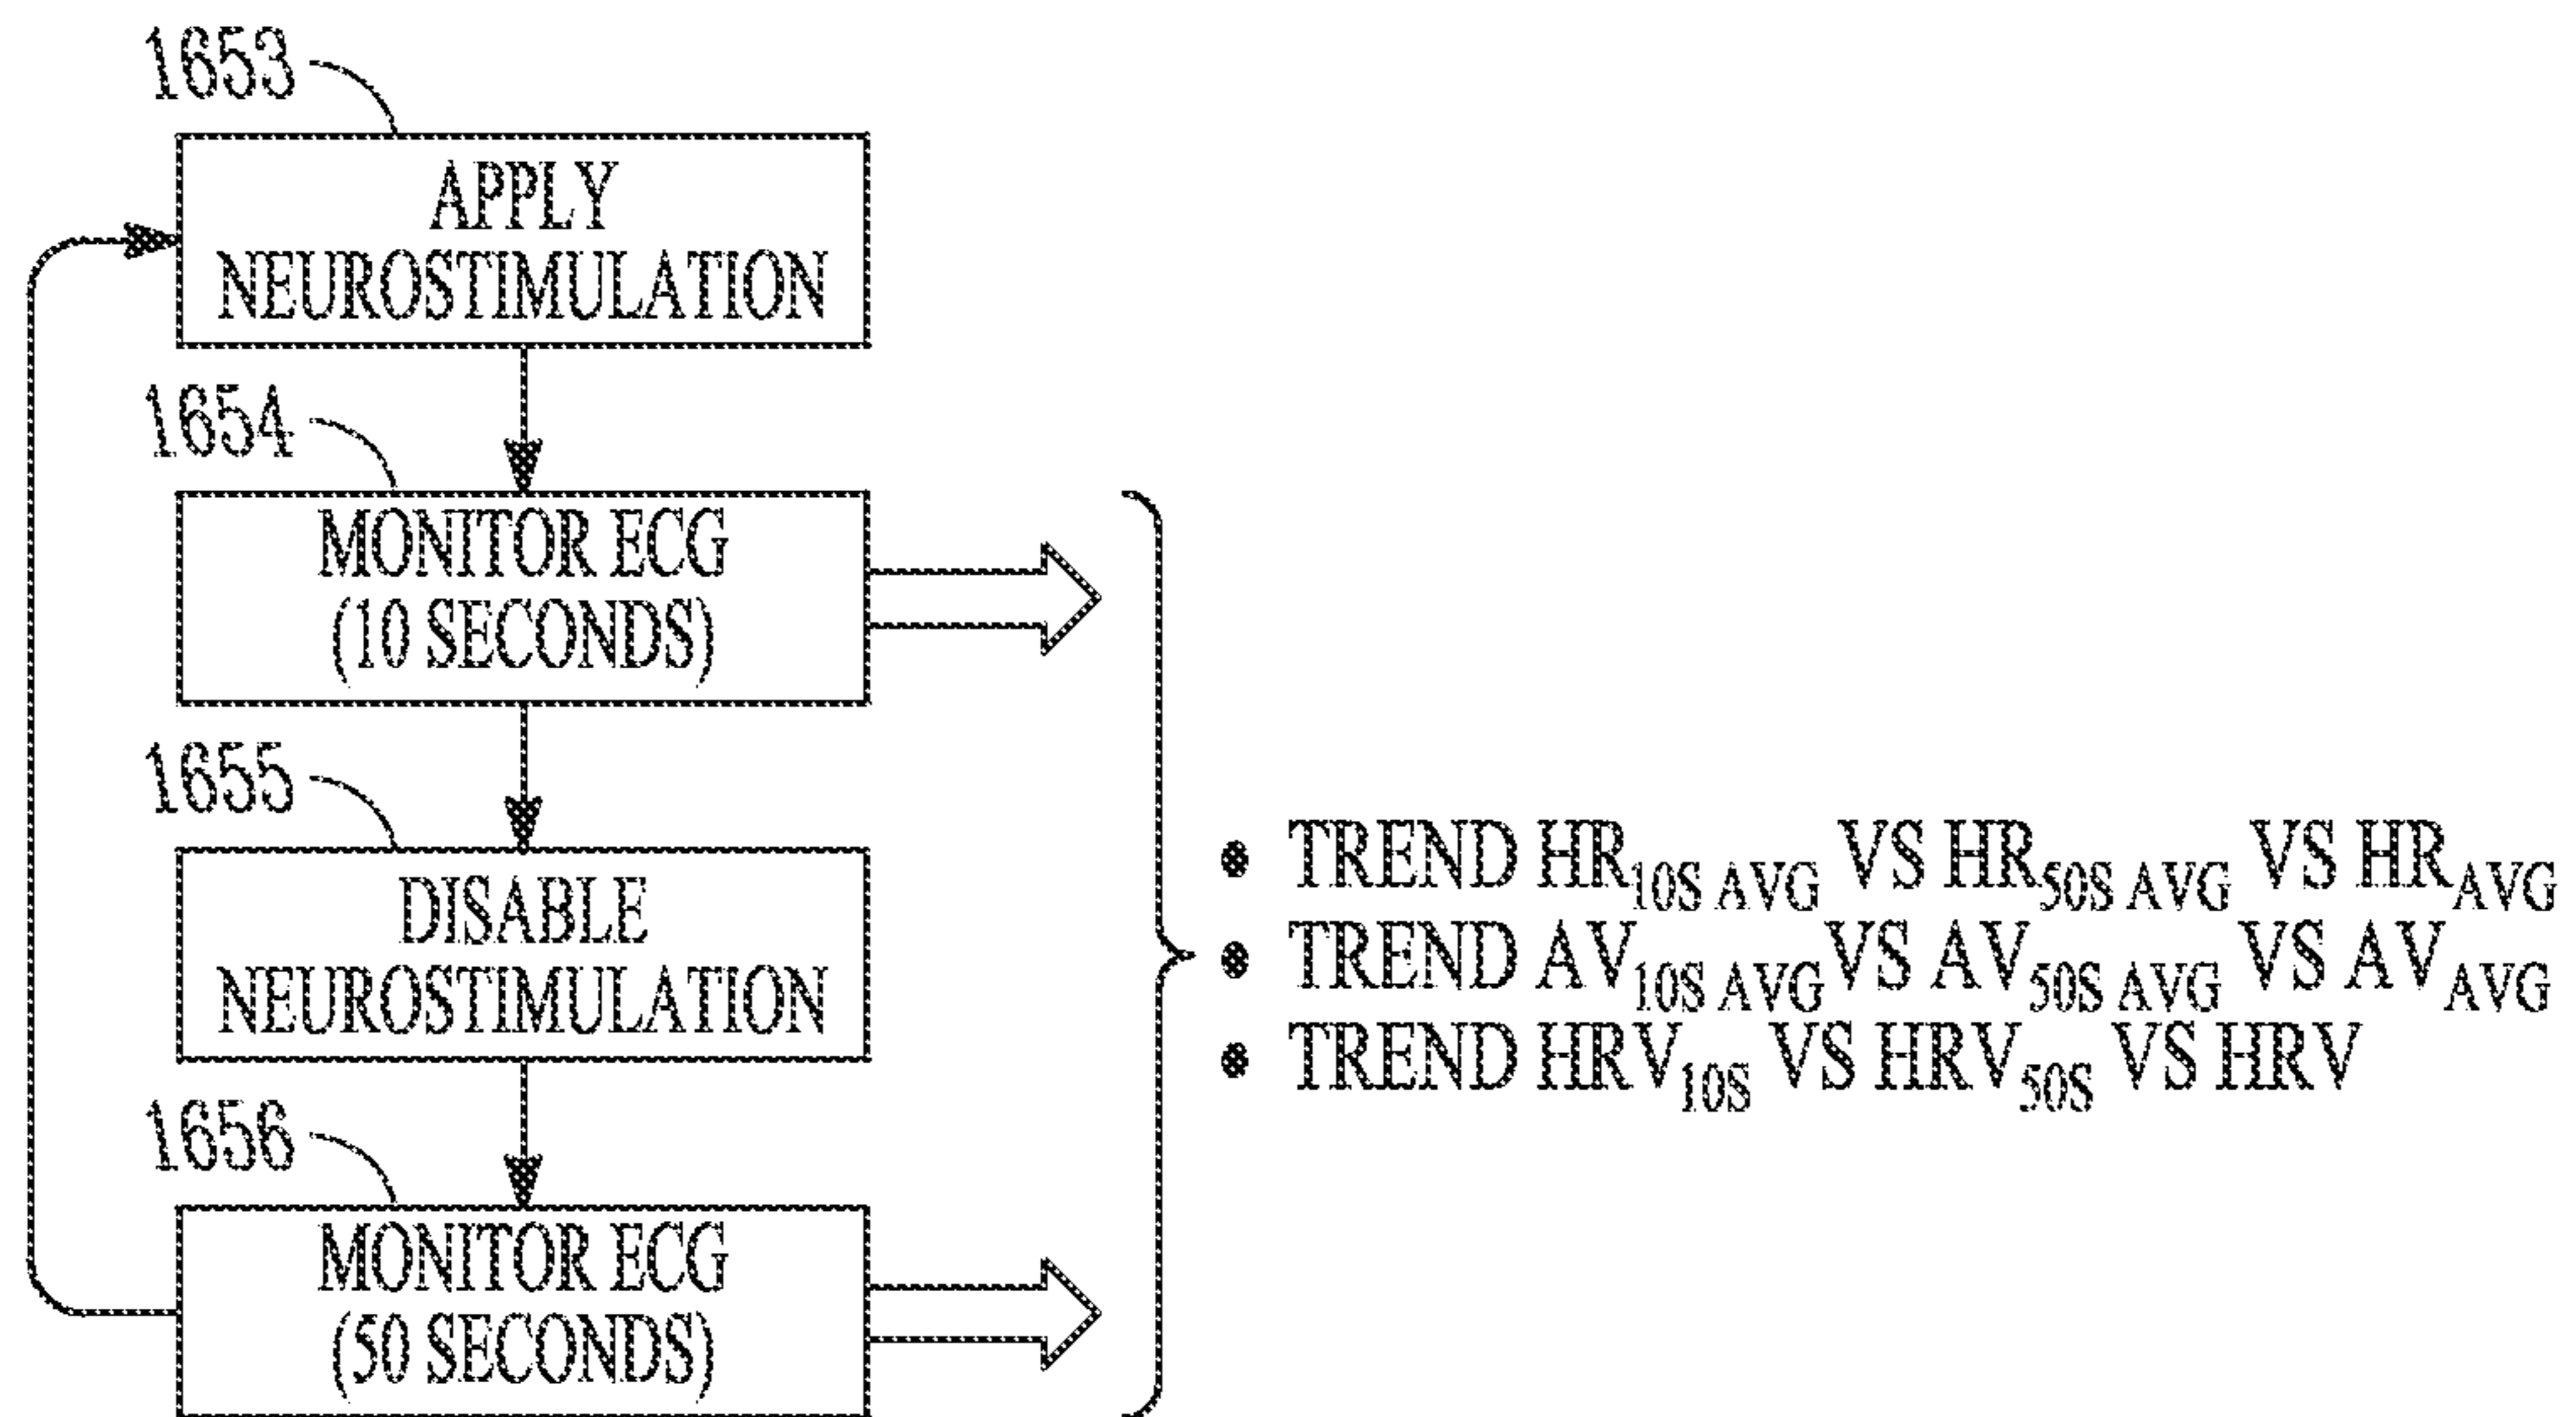 1653
APPLY
NEUROSTIMULATION
1654
MONITOR ECG
(10 SECONDS)
1655
DISABLE
NEUROSTIMULATION
1656
MONITOR ECG
(50 SECONDS)
• TREND HR10S AVG VS HR50S AVG VS HRAVG
• TREND AV10S AVG VS AV50S AVG VS AVAVG
• TREND HRV10S VS HRV50S VS HRV